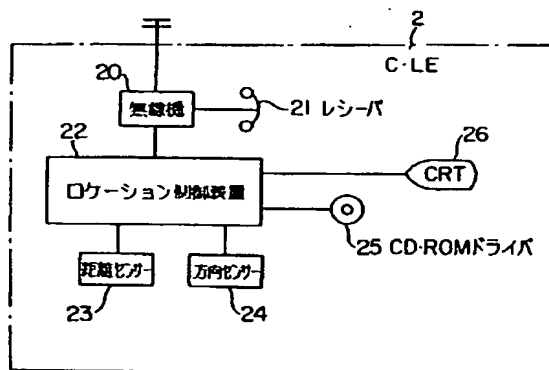 2
C·LE
20
無線機
21 レシーバ
22
ロケーション制御装置
26
CRT
25 CD·ROMドライバ
距離センサー
23
方向センサー
24